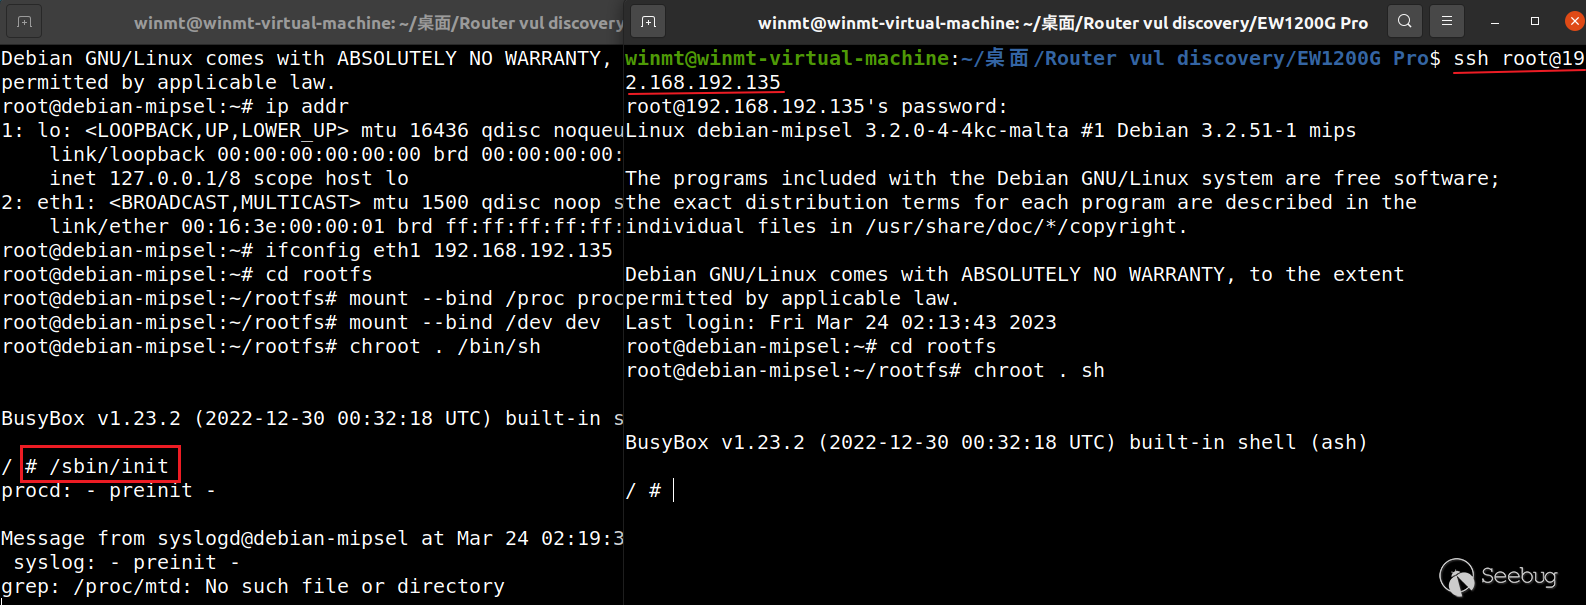 winmt@winmt-virtual-machine: ~/桌面/Router vul discovery
Debian GNU/Linux comes with ABSOLUTELY NO WARRANTY,
permitted by applicable law.
root@debian-mipsel:~# ip addr
1: lo: <LOOPBACK,UP,LOWER_UP> mtu 16436 qdisc noqueu
    link/loopback 00:00:00:00:00:00 brd 00:00:00:00:
    inet 127.0.0.1/8 scope host lo
2: eth1: <BROADCAST,MULTICAST> mtu 1500 qdisc noop s
    link/ether 00:16:3e:00:00:01 brd ff:ff:ff:ff:ff:
root@debian-mipsel:~# ifconfig eth1 192.168.192.135
root@debian-mipsel:~# cd rootfs
root@debian-mipsel:~/rootfs# mount --bind /proc proc
root@debian-mipsel:~/rootfs# mount --bind /dev dev
root@debian-mipsel:~/rootfs# chroot . /bin/sh
BusyBox v1.23.2 (2022-12-30 00:32:18 UTC) built-in s
/ # /sbin/init
procd: - preinit -
Message from syslogd@debian-mipsel at Mar 24 02:19:3
 syslog: - preinit -
grep: /proc/mtd: No such file or directory
winmt@winmt-virtual-machine: ~/桌面/Router vul discovery/EW1200G Pro
winmt@winmt-virtual-machine:~/桌面/Router vul discovery/EW1200G Pro$ ssh root@19
2.168.192.135
root@192.168.192.135's password:
Linux debian-mipsel 3.2.0-4-4kc-malta #1 Debian 3.2.51-1 mips
The programs included with the Debian GNU/Linux system are free software;
the exact distribution terms for each program are described in the
individual files in /usr/share/doc/*/copyright.
Debian GNU/Linux comes with ABSOLUTELY NO WARRANTY, to the extent
permitted by applicable law.
Last login: Fri Mar 24 02:13:43 2023
root@debian-mipsel:~# cd rootfs
root@debian-mipsel:~/rootfs# chroot . sh
BusyBox v1.23.2 (2022-12-30 00:32:18 UTC) built-in shell (ash)
/ #
Seebug